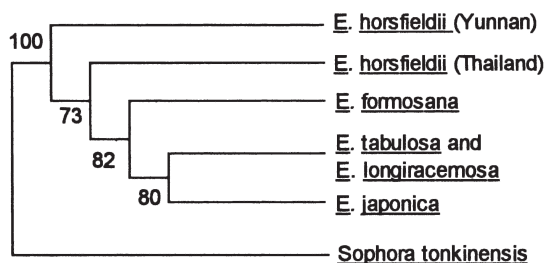 E. horsfieldii (Yunnan)
100
E. horsfieldii (Thailand)
E. formosana
73
E. tabulosa and
82
E. longiracemosa
80
E. japonica
Sophora tonkinensis